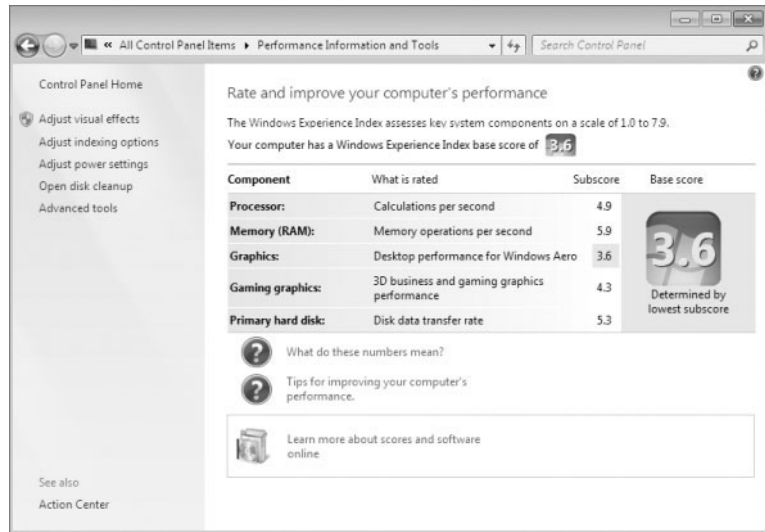 « All Control Panel Items ▸ Performance Information and Tools
Search Control Panel
Control Panel Home
Adjust visual effects
Adjust indexing options
Adjust power settings
Open disk cleanup
Advanced tools
See also
Action Center
Rate and improve your computer's performance
The Windows Experience Index assesses key system components on a scale of 1.0 to 7.9.
Your computer has a Windows Experience Index base score of 3.6
Component What is rated Subscore Base score
Processor: Calculations per second 4.9
Memory (RAM): Memory operations per second 5.9
Graphics: Desktop performance for Windows Aero 3.6
Gaming graphics: 3D business and gaming graphics
performance 4.3
Primary hard disk: Disk data transfer rate 5.3
3.6
Determined by
lowest subscore
What do these numbers mean?
Tips for improving your computer's
performance.
Learn more about scores and software
online